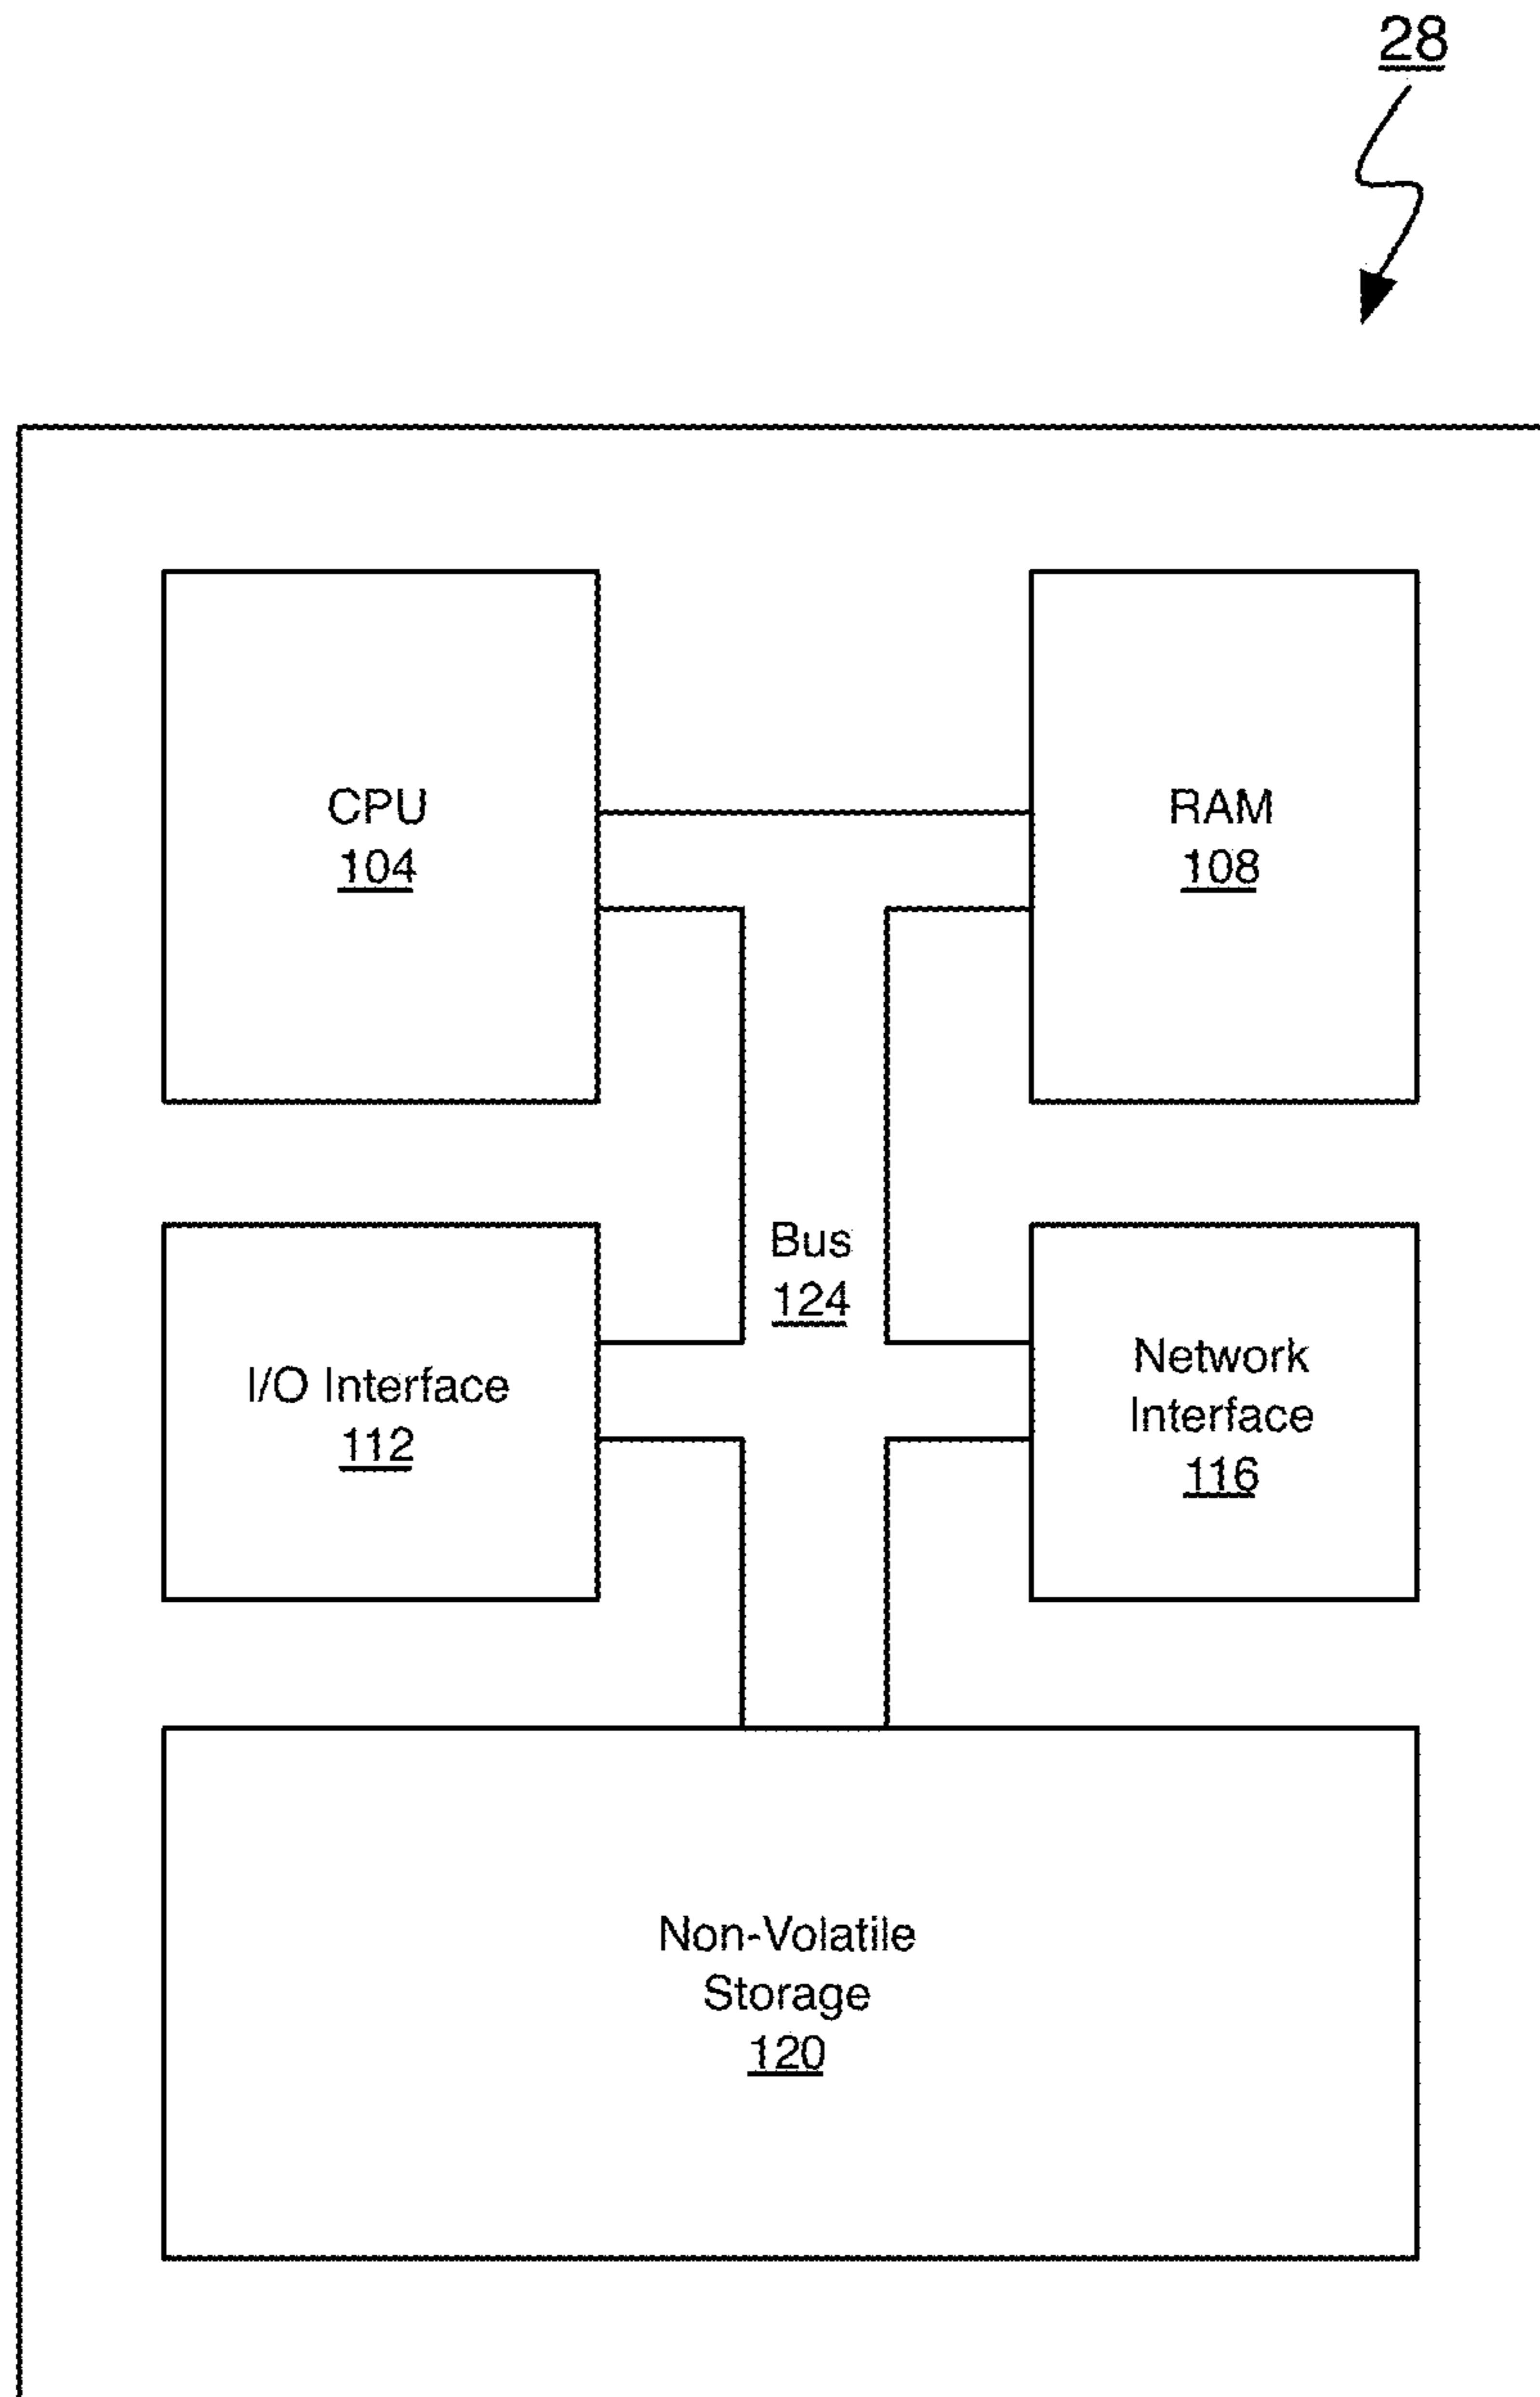 28
CPU
104
RAM
108
Bus
124
I/O Interface
112
Network
Interface
116
Non-Volatile
Storage
120